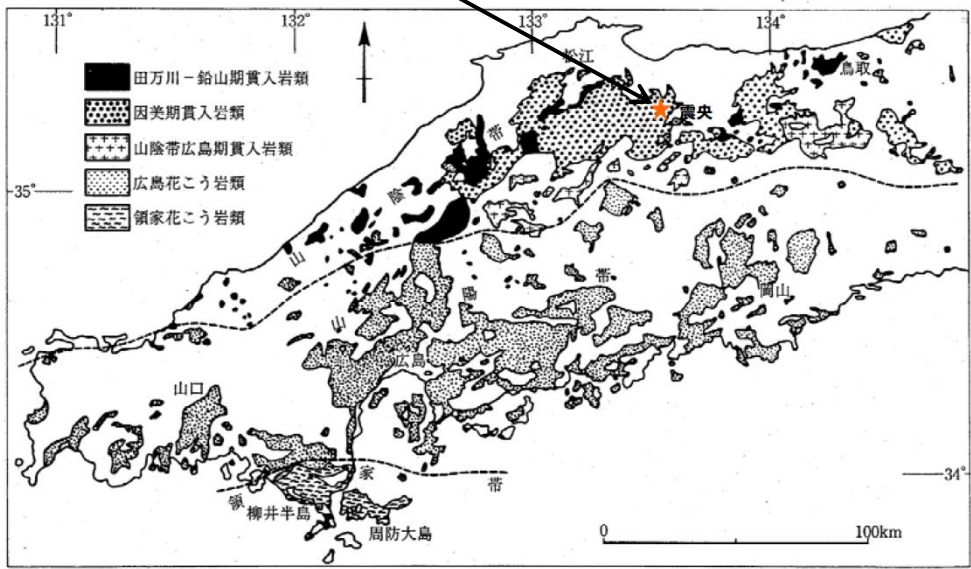 131°
132
133
134
松江
鳥取
田万川－鉛山期貫入岩類
因美期貫入岩類
山陰帯広島期貫入岩類
広島花こう岩類
領家花こう岩類
震央
35°
山陰帯
山陽帯
岡山
広島
山口
34°
領家帯
柳井半島
周防大島
0 100km